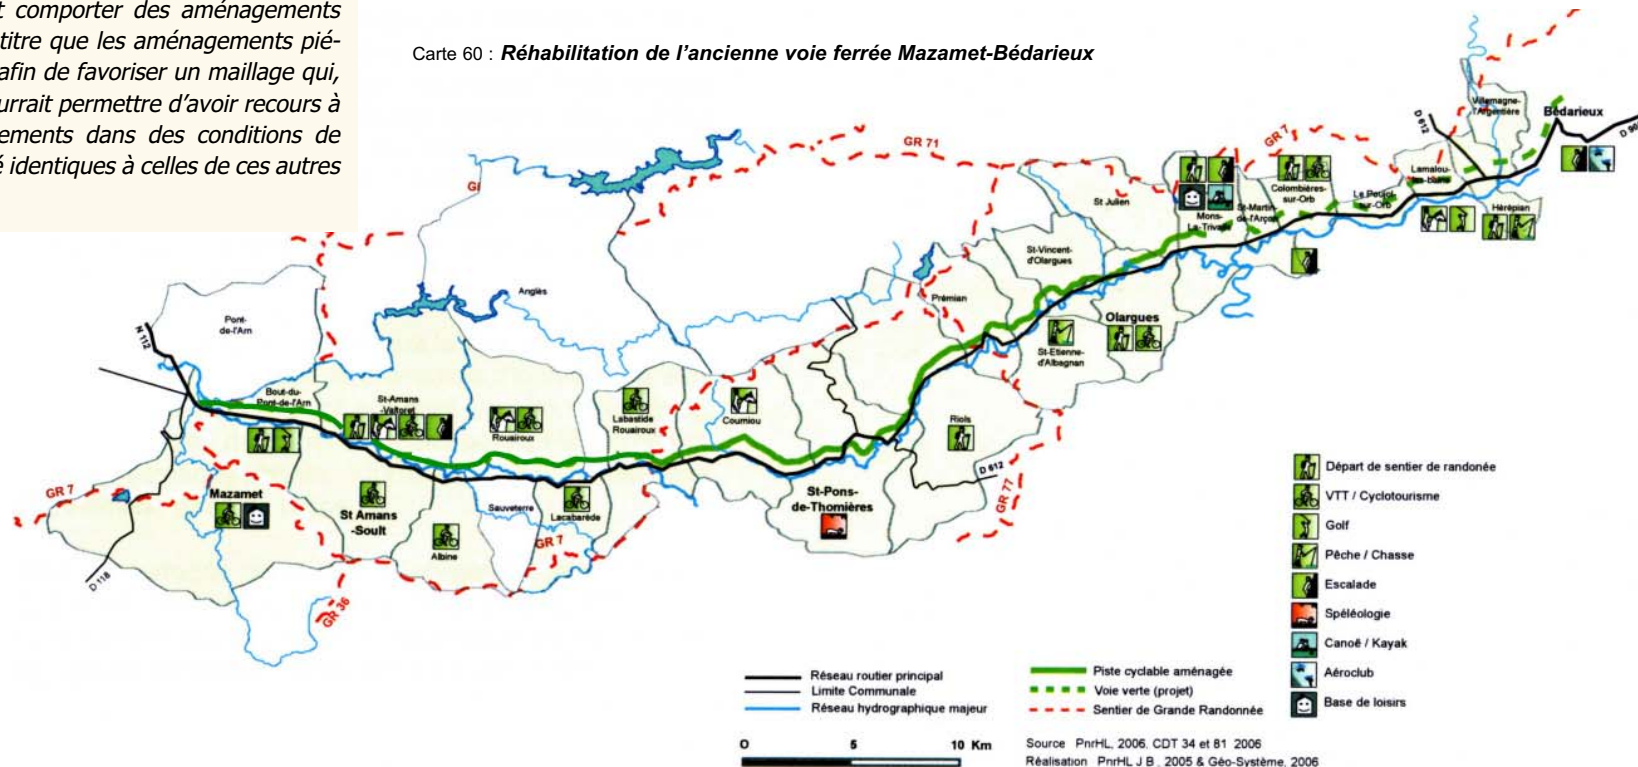 t comporter des aménagements
titre que les aménagements pié-
afin de favoriser un maillage qui,
urrait permettre d'avoir recours à
ements dans des conditions de
é identiques à celles de ces autres
Carte 60 : Réhabilitation de l'ancienne voie ferrée Mazamet-Bédarieux
GR 71
GR 7
D 612
Villemagne-
l'Argentière
Bédarieux
D 90
Lamalou-
les-bains
Hérépian
Le Poujol-
sur-Orb
Colombières-
sur-Orb
St-Martin-
de-l'Arçon
Mons-
La-Trivalle
St Julien
St-Vincent-
d'Olargues
Olargues
St-Etienne-
d'Albagnan
Prémian
Anglès
Pont-
de-l'Arn
N 112
Bout-du-
Pont-de-l'Arn
St-Amans
-Valtoret
Rouairoux
Labastide
Rouairoux
Courniou
Riols
D 612
GR 77
St-Pons-
de-Thomières
GR 7
Mazamet
St Amans
-Soult
Albine
Sauveterre
Lacabarède
GR 7
D 118
GR 36
Départ de sentier de randonée
VTT / Cyclotourisme
Golf
Pêche / Chasse
Escalade
Spéléologie
Canoë / Kayak
Aéroclub
Base de loisirs
Réseau routier principal
Limite Communale
Réseau hydrographique majeur
Piste cyclable aménagée
Voie verte (projet)
Sentier de Grande Randonnée
0 5 10 Km
Source PnrHL, 2006, CDT 34 et 81 2006
Réalisation PnrHL J B , 2005 & Géo-Système, 2006